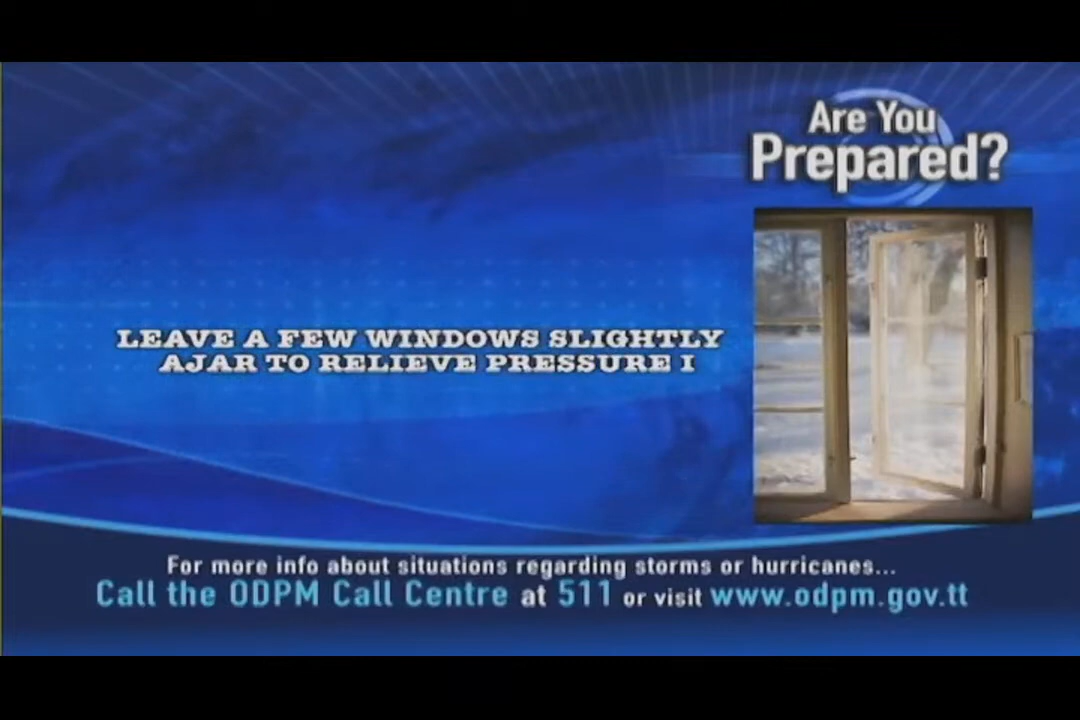 Are You
Prepared?
LEAVE A FEW WINDOWS SLIGHTLY
AJAR TO RELIEVE PRESSURE I
For more info about situations regarding storms or hurricanes...
Call the ODPM Call Centre at 511 or visit www.odpm.gov.tt